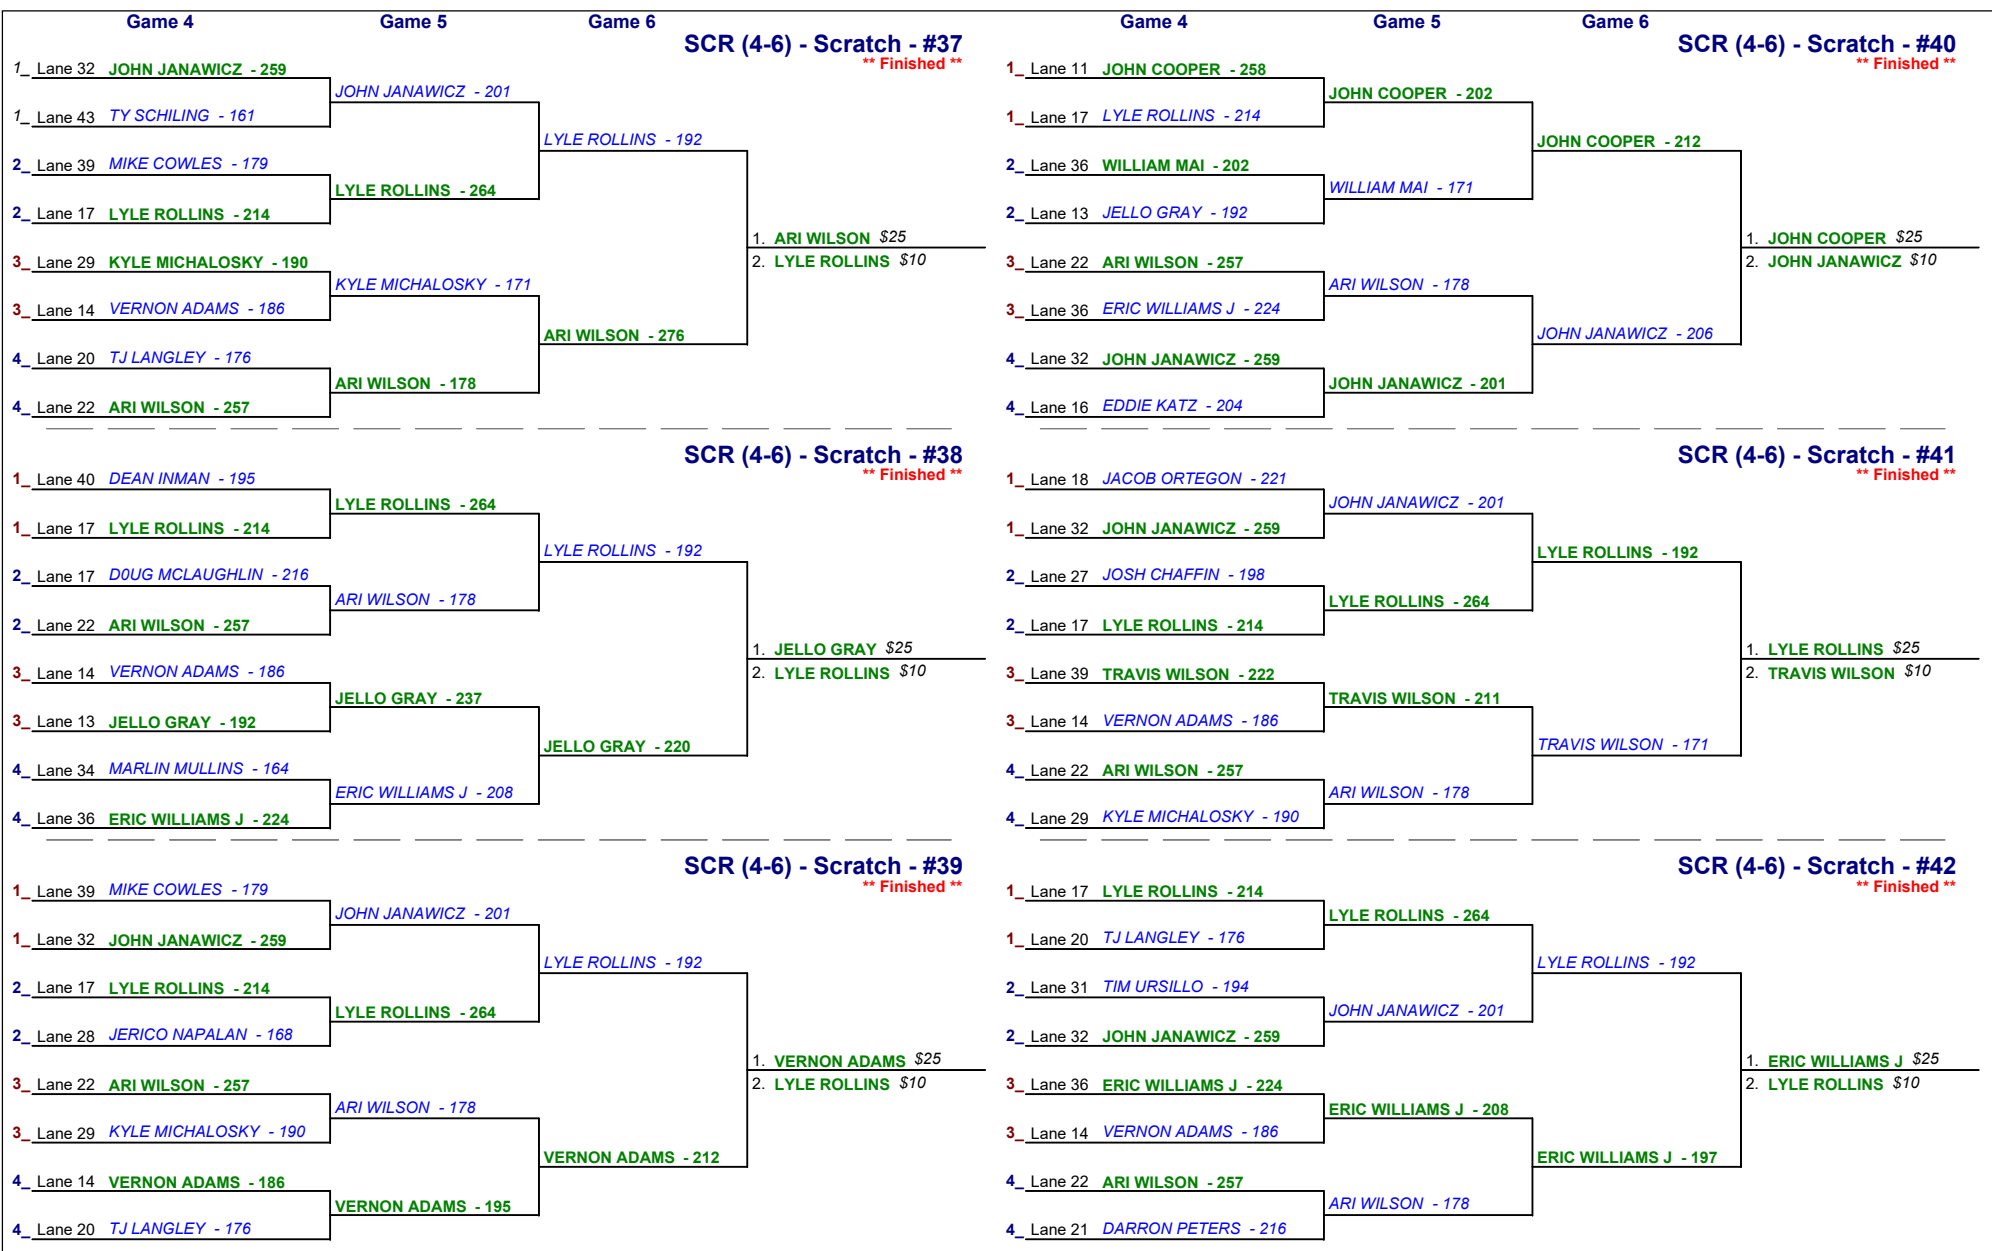 Game 4 Game 5 Game 6
SCR (4-6) - Scratch - #37
** Finished **
1_ Lane 32 JOHN JANAWICZ - 259
JOHN JANAWICZ - 201
1_ Lane 43 TY SCHILING - 161
LYLE ROLLINS - 192
2_ Lane 39 MIKE COWLES - 179
LYLE ROLLINS - 264
2_ Lane 17 LYLE ROLLINS - 214
1. ARI WILSON $25
2. LYLE ROLLINS $10
3_ Lane 29 KYLE MICHALOSKY - 190
KYLE MICHALOSKY - 171
3_ Lane 14 VERNON ADAMS - 186
ARI WILSON - 276
4_ Lane 20 TJ LANGLEY - 176
ARI WILSON - 178
4_ Lane 22 ARI WILSON - 257
SCR (4-6) - Scratch - #38
** Finished **
1_ Lane 40 DEAN INMAN - 195
LYLE ROLLINS - 264
1_ Lane 17 LYLE ROLLINS - 214
LYLE ROLLINS - 192
2_ Lane 17 D0UG MCLAUGHLIN - 216
ARI WILSON - 178
2_ Lane 22 ARI WILSON - 257
1. JELLO GRAY $25
2. LYLE ROLLINS $10
3_ Lane 14 VERNON ADAMS - 186
JELLO GRAY - 237
3_ Lane 13 JELLO GRAY - 192
JELLO GRAY - 220
4_ Lane 34 MARLIN MULLINS - 164
ERIC WILLIAMS J - 208
4_ Lane 36 ERIC WILLIAMS J - 224
SCR (4-6) - Scratch - #39
** Finished **
1_ Lane 39 MIKE COWLES - 179
JOHN JANAWICZ - 201
1_ Lane 32 JOHN JANAWICZ - 259
LYLE ROLLINS - 192
2_ Lane 17 LYLE ROLLINS - 214
LYLE ROLLINS - 264
2_ Lane 28 JERICO NAPALAN - 168
1. VERNON ADAMS $25
2. LYLE ROLLINS $10
3_ Lane 22 ARI WILSON - 257
ARI WILSON - 178
3_ Lane 29 KYLE MICHALOSKY - 190
VERNON ADAMS - 212
4_ Lane 14 VERNON ADAMS - 186
VERNON ADAMS - 195
4_ Lane 20 TJ LANGLEY - 176
Game 4 Game 5 Game 6
SCR (4-6) - Scratch - #40
** Finished **
1_ Lane 11 JOHN COOPER - 258
JOHN COOPER - 202
1_ Lane 17 LYLE ROLLINS - 214
JOHN COOPER - 212
2_ Lane 36 WILLIAM MAI - 202
WILLIAM MAI - 171
2_ Lane 13 JELLO GRAY - 192
1. JOHN COOPER $25
2. JOHN JANAWICZ $10
3_ Lane 22 ARI WILSON - 257
ARI WILSON - 178
3_ Lane 36 ERIC WILLIAMS J - 224
JOHN JANAWICZ - 206
4_ Lane 32 JOHN JANAWICZ - 259
JOHN JANAWICZ - 201
4_ Lane 16 EDDIE KATZ - 204
SCR (4-6) - Scratch - #41
** Finished **
1_ Lane 18 JACOB ORTEGON - 221
JOHN JANAWICZ - 201
1_ Lane 32 JOHN JANAWICZ - 259
LYLE ROLLINS - 192
2_ Lane 27 JOSH CHAFFIN - 198
LYLE ROLLINS - 264
2_ Lane 17 LYLE ROLLINS - 214
1. LYLE ROLLINS $25
2. TRAVIS WILSON $10
3_ Lane 39 TRAVIS WILSON - 222
TRAVIS WILSON - 211
3_ Lane 14 VERNON ADAMS - 186
TRAVIS WILSON - 171
4_ Lane 22 ARI WILSON - 257
ARI WILSON - 178
4_ Lane 29 KYLE MICHALOSKY - 190
SCR (4-6) - Scratch - #42
** Finished **
1_ Lane 17 LYLE ROLLINS - 214
LYLE ROLLINS - 264
1_ Lane 20 TJ LANGLEY - 176
LYLE ROLLINS - 192
2_ Lane 31 TIM URSILLO - 194
JOHN JANAWICZ - 201
2_ Lane 32 JOHN JANAWICZ - 259
1. ERIC WILLIAMS J $25
2. LYLE ROLLINS $10
3_ Lane 36 ERIC WILLIAMS J - 224
ERIC WILLIAMS J - 208
3_ Lane 14 VERNON ADAMS - 186
ERIC WILLIAMS J - 197
4_ Lane 22 ARI WILSON - 257
ARI WILSON - 178
4_ Lane 21 DARRON PETERS - 216